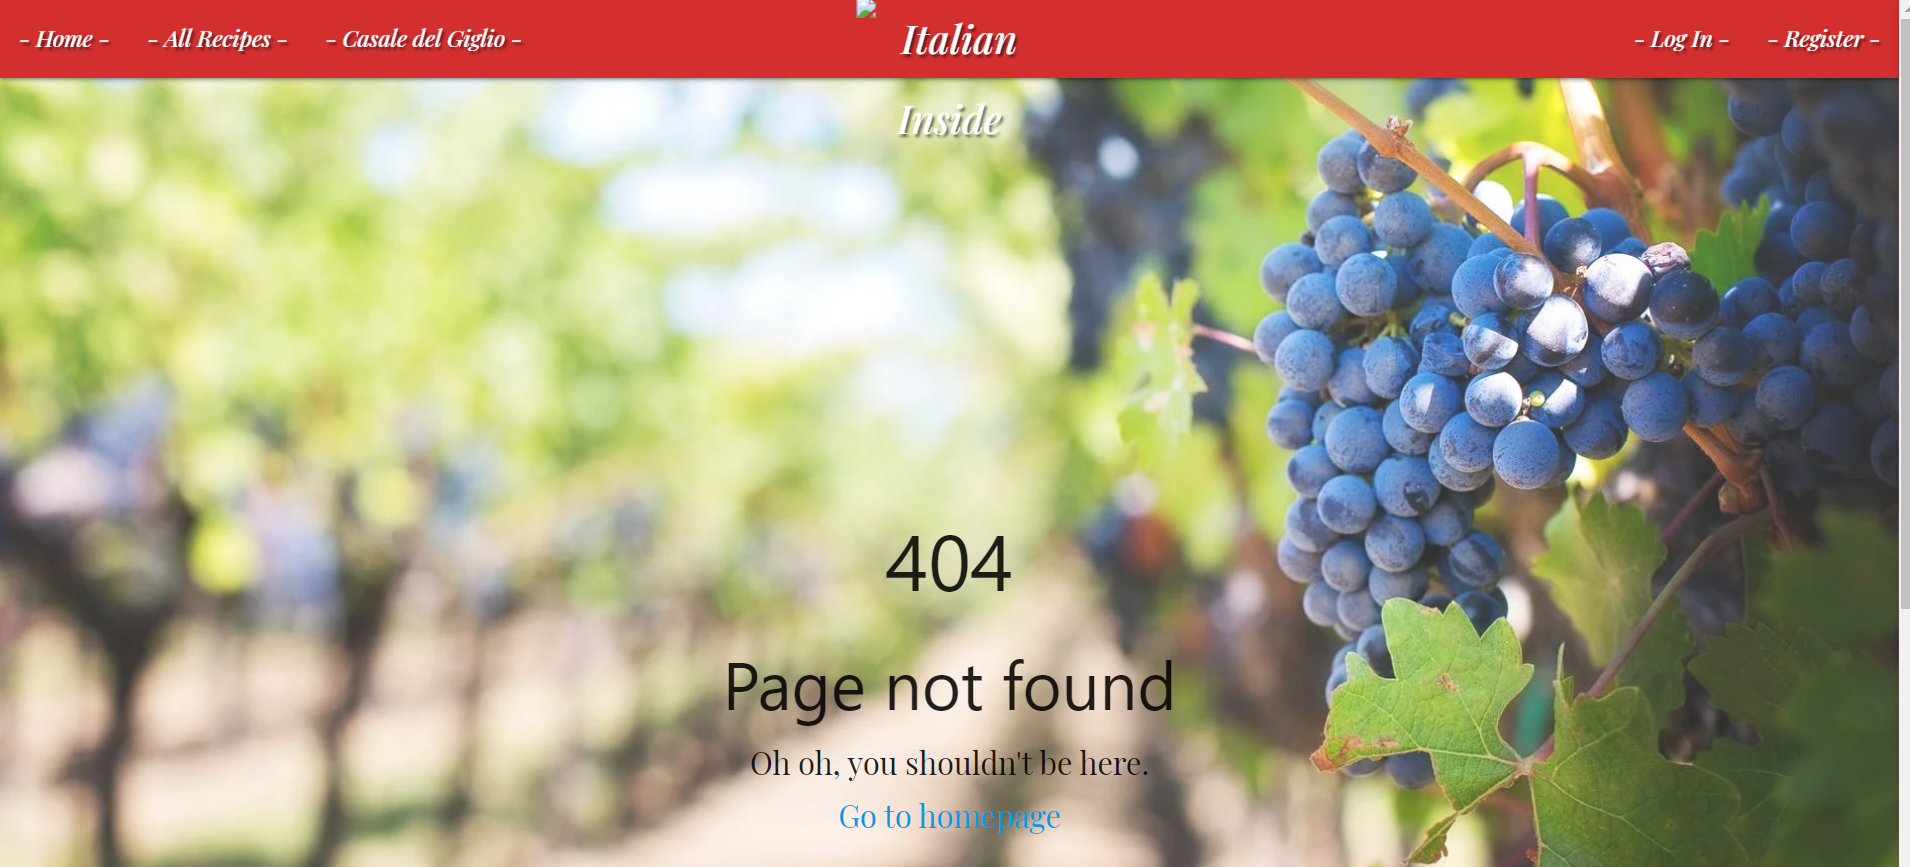 - Home - - All Recipes - - Casale del Giglio - Italian - Log In - - Register -
Inside
404
Page not found
Oh oh, you shouldn't be here.
Go to homepage